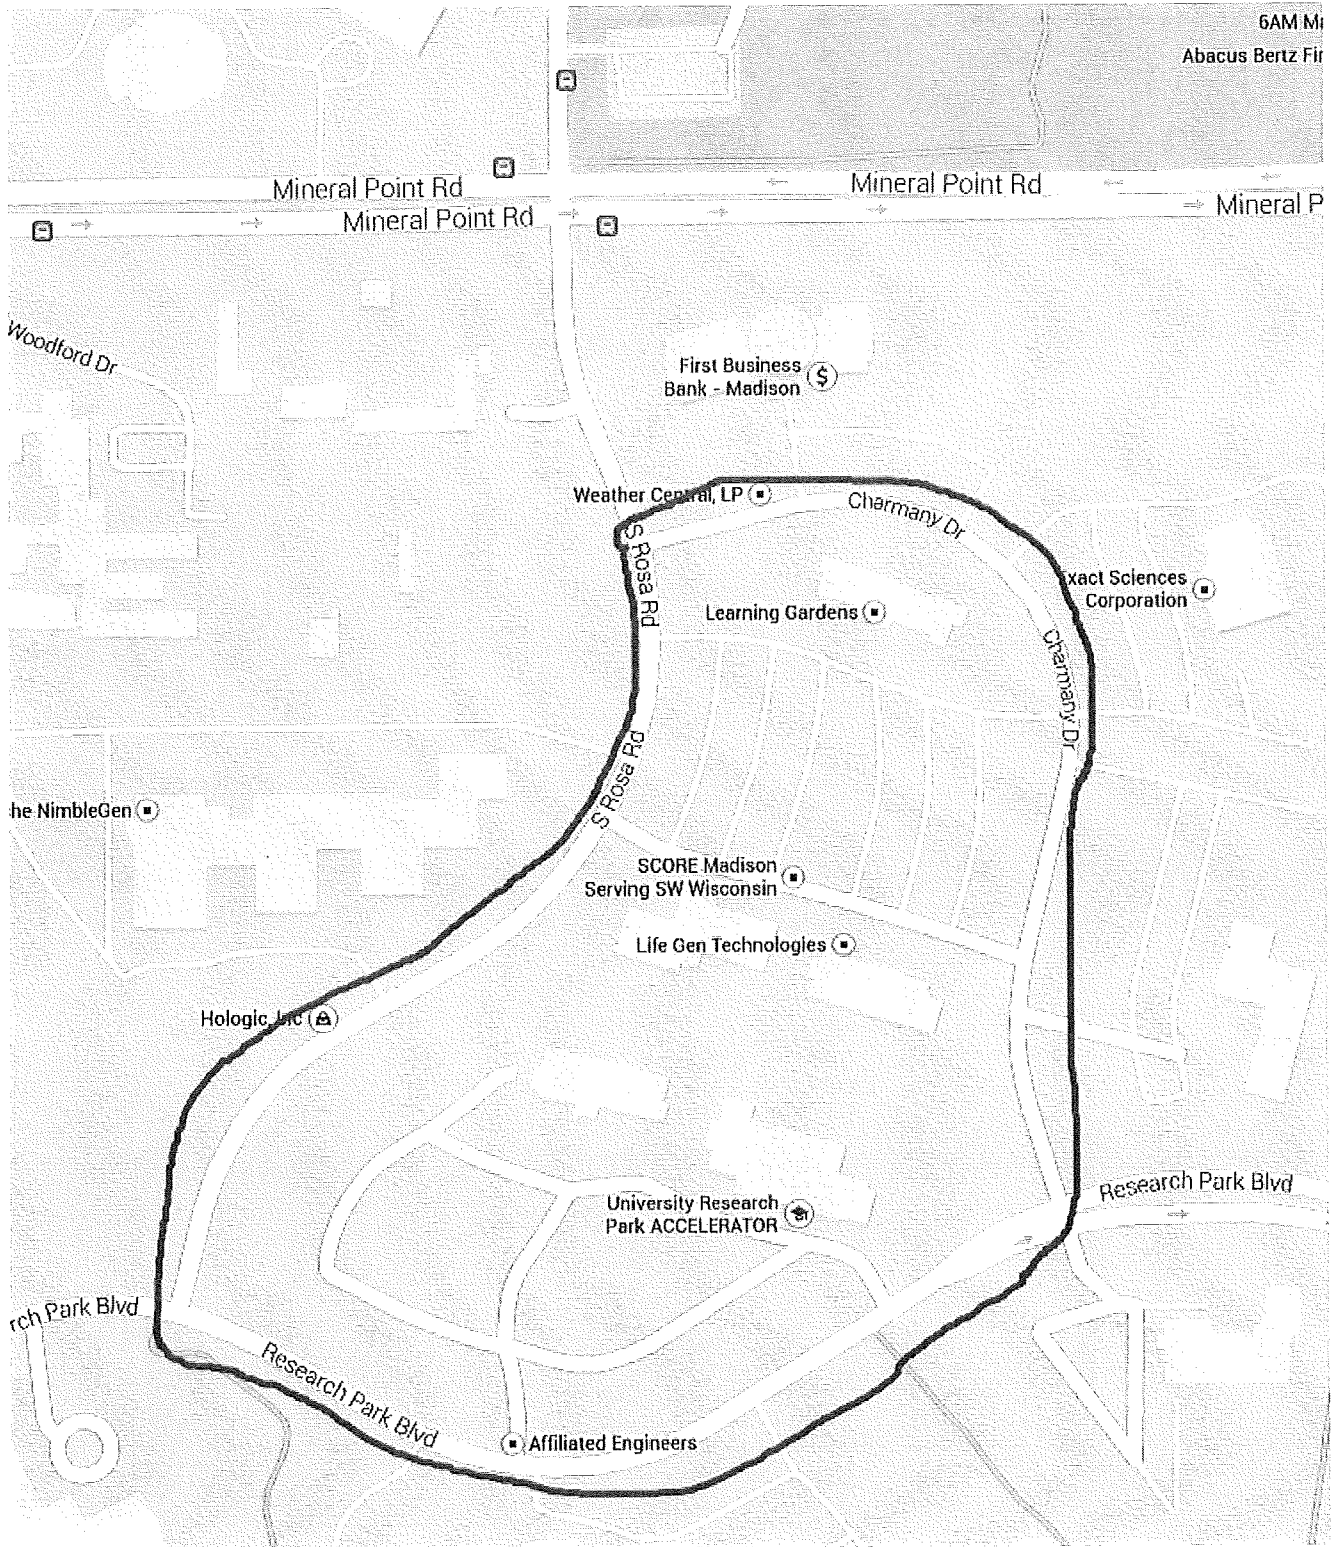 6AM M
Abacus Bertz Fir
Mineral Point Rd
Mineral Point Rd
Mineral Point Rd
Mineral P
Woodford Dr
First Business
Bank - Madison
$
Weather Central, LP
Charmany Dr
S Rosa Rd
xact Sciences
Corporation
Learning Gardens
Charmany Dr
S Rosa Rd
he NimbleGen
SCORE Madison
Serving SW Wisconsin
Life Gen Technologies
Hologic, Inc
Research Park Blvd
University Research
Park ACCELERATOR
rch Park Blvd
Research Park Blvd
Affiliated Engineers